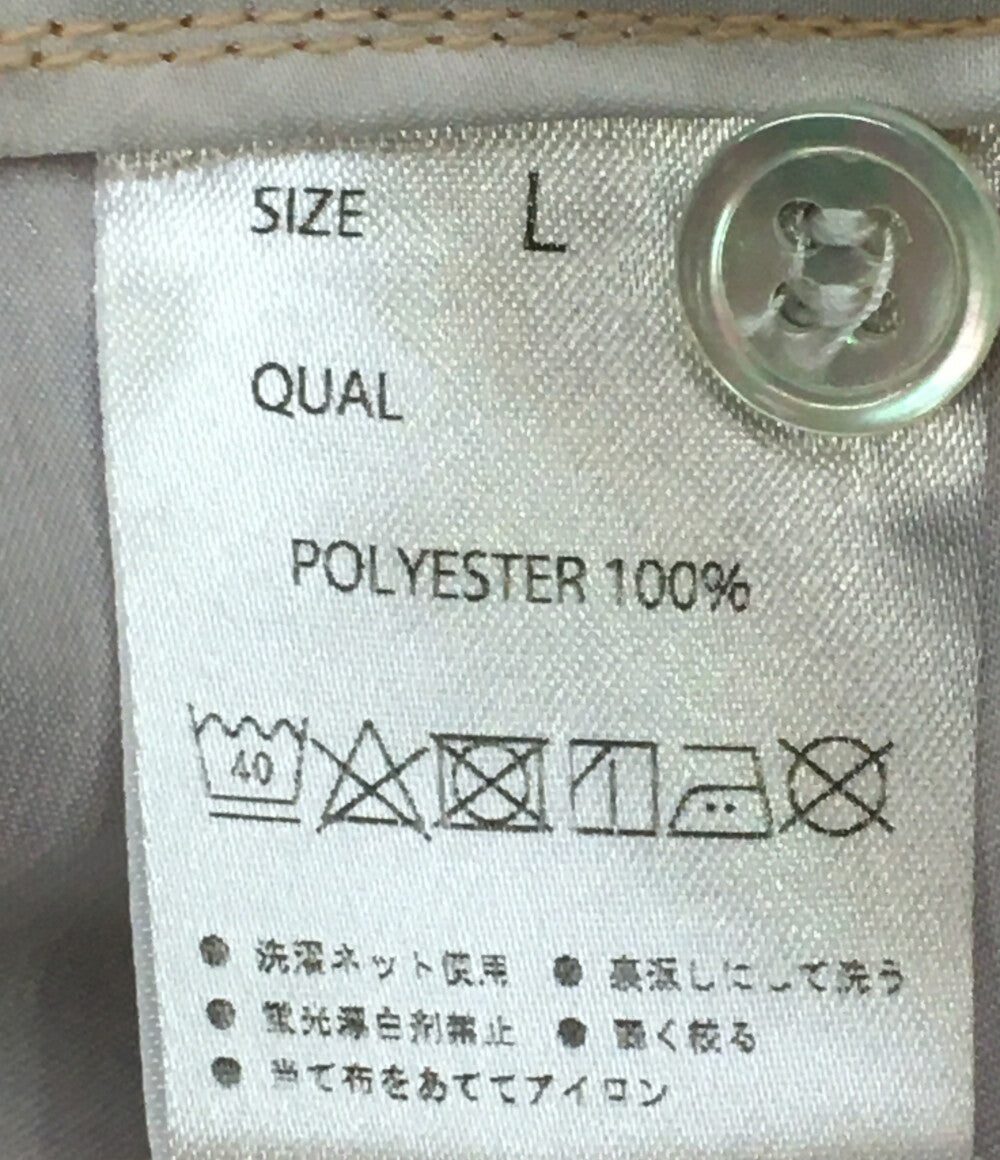 SIZE L
QUAL
POLYESTER 100%
40
● 洗濯ネット使用 ● 裏返しにして洗う
● 蛍光漂白剤禁止 ● 軽く絞る
● 当て布をあててアイロン